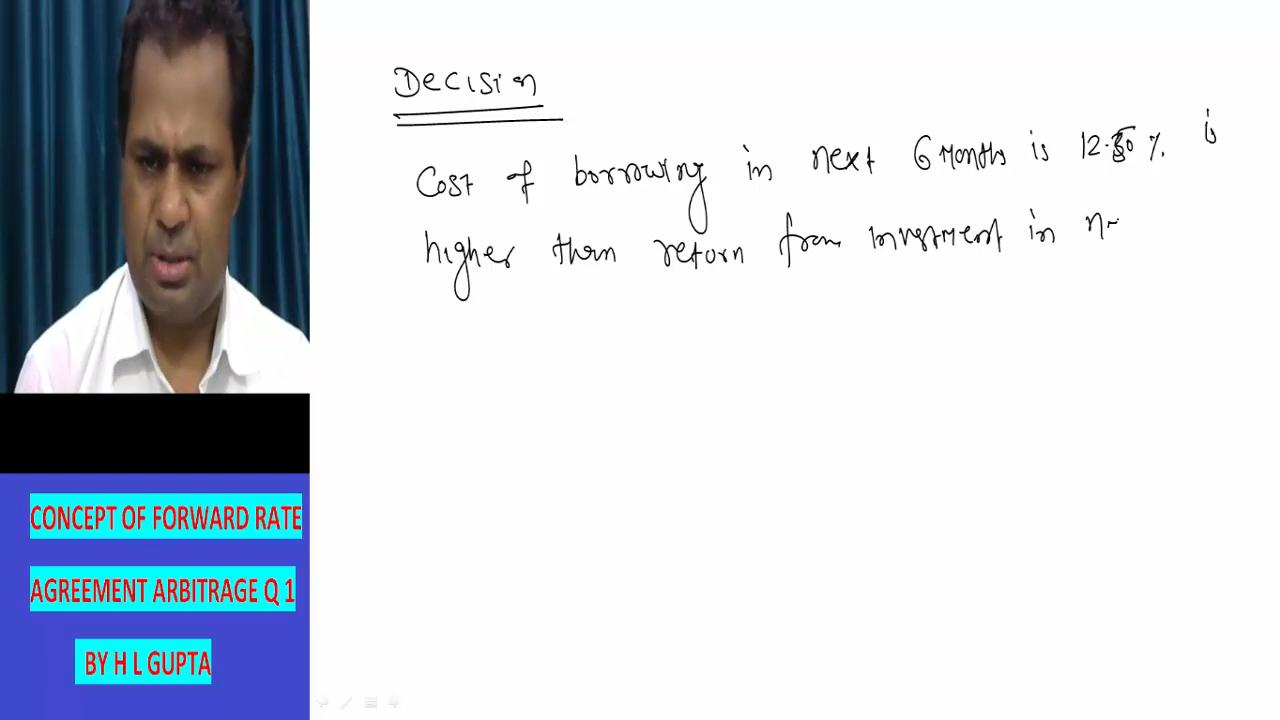 Decision
Cost of borrowing in next 6 months is 12.50 % is
higher than return from investment in
CONCEPT OF FORWARD RATE
AGREEMENT ARBITRAGE Q 1
BY H L GUPTA